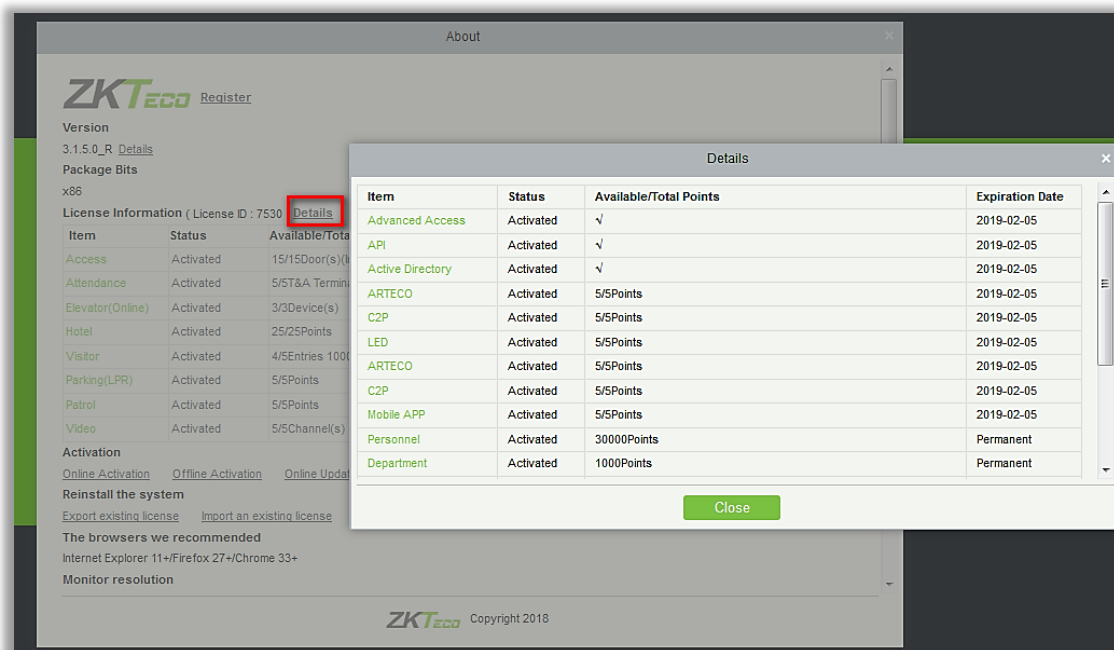 About
ZKTECO Register
Version
3.1.5.0_R Details
Package Bits
x86
License Information ( License ID : 7530 Details
Item Status Available/Tota
Access Activated 15/15Door(s)(I
Attendance Activated 5/5T&A Termin
Elevator(Online) Activated 3/3Device(s)
Hotel Activated 25/25Points
Visitor Activated 4/5Entries 1000
Parking(LPR) Activated 5/5Points
Patrol Activated 5/5Points
Video Activated 5/5Channel(s)
Activation
Online Activation Offline Activation Online Updat
Reinstall the system
Export existing license Import an existing license
The browsers we recommended
Internet Explorer 11+/Firefox 27+/Chrome 33+
Monitor resolution
ZKTECO Copyright 2018
Details
Item Status Available/Total Points Expiration Date
Advanced Access Activated √ 2019-02-05
API Activated √ 2019-02-05
Active Directory Activated √ 2019-02-05
ARTECO Activated 5/5Points 2019-02-05
C2P Activated 5/5Points 2019-02-05
LED Activated 5/5Points 2019-02-05
ARTECO Activated 5/5Points 2019-02-05
C2P Activated 5/5Points 2019-02-05
Mobile APP Activated 5/5Points 2019-02-05
Personnel Activated 30000Points Permanent
Department Activated 1000Points Permanent
Close